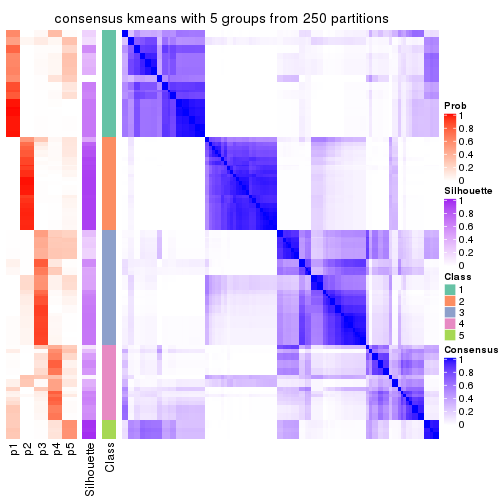 consensus kmeans with 5 groups from 250 partitions
Prob
1
0.8
0.6
0.4
0.2
0
Silhouette
1
0.8
0.6
0.4
0.2
0
Class
1
2
3
4
5
Consensus
1
0.8
0.6
0.4
0.2
0
p1
p2
p3
p4
p5
Silhouette
Class